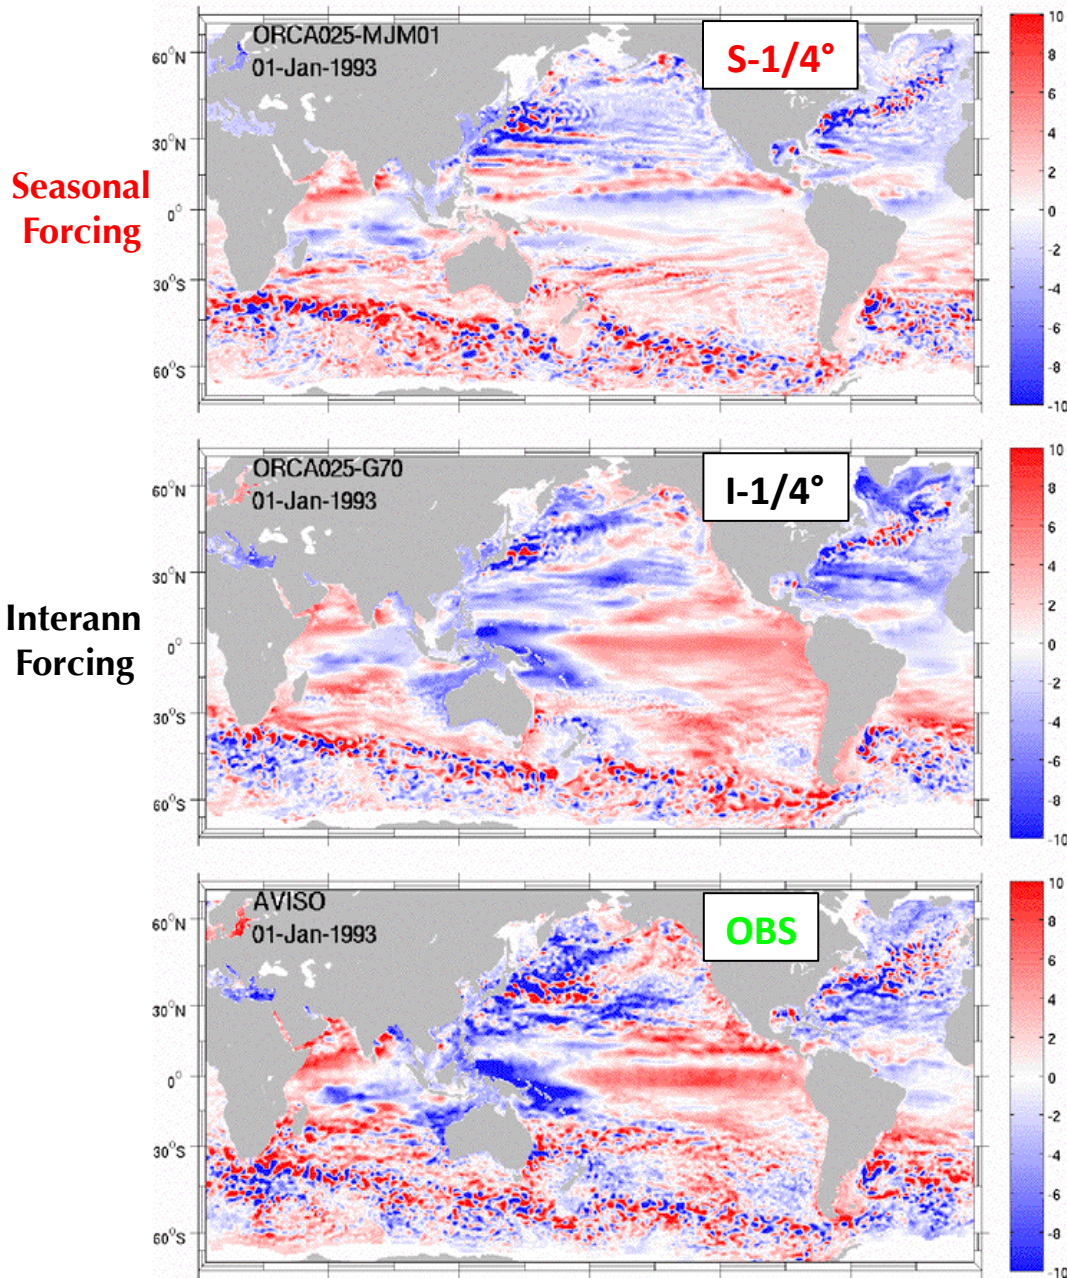 ORCA025-MJM01
01-Jan-1993
S-1/4°
Seasonal
Forcing
60°N
30°N
0°
30°S
60°S
10
8
6
4
2
0
-2
-4
-6
-8
-10
ORCA025-G70
01-Jan-1993
I-1/4°
Interann
Forcing
60°N
30°N
0°
30°S
60°S
10
8
6
4
2
0
-2
-4
-6
-8
-10
AVISO
01-Jan-1993
OBS
60°N
30°N
0°
30°S
60°S
10
8
6
4
2
0
-2
-4
-6
-8
-10